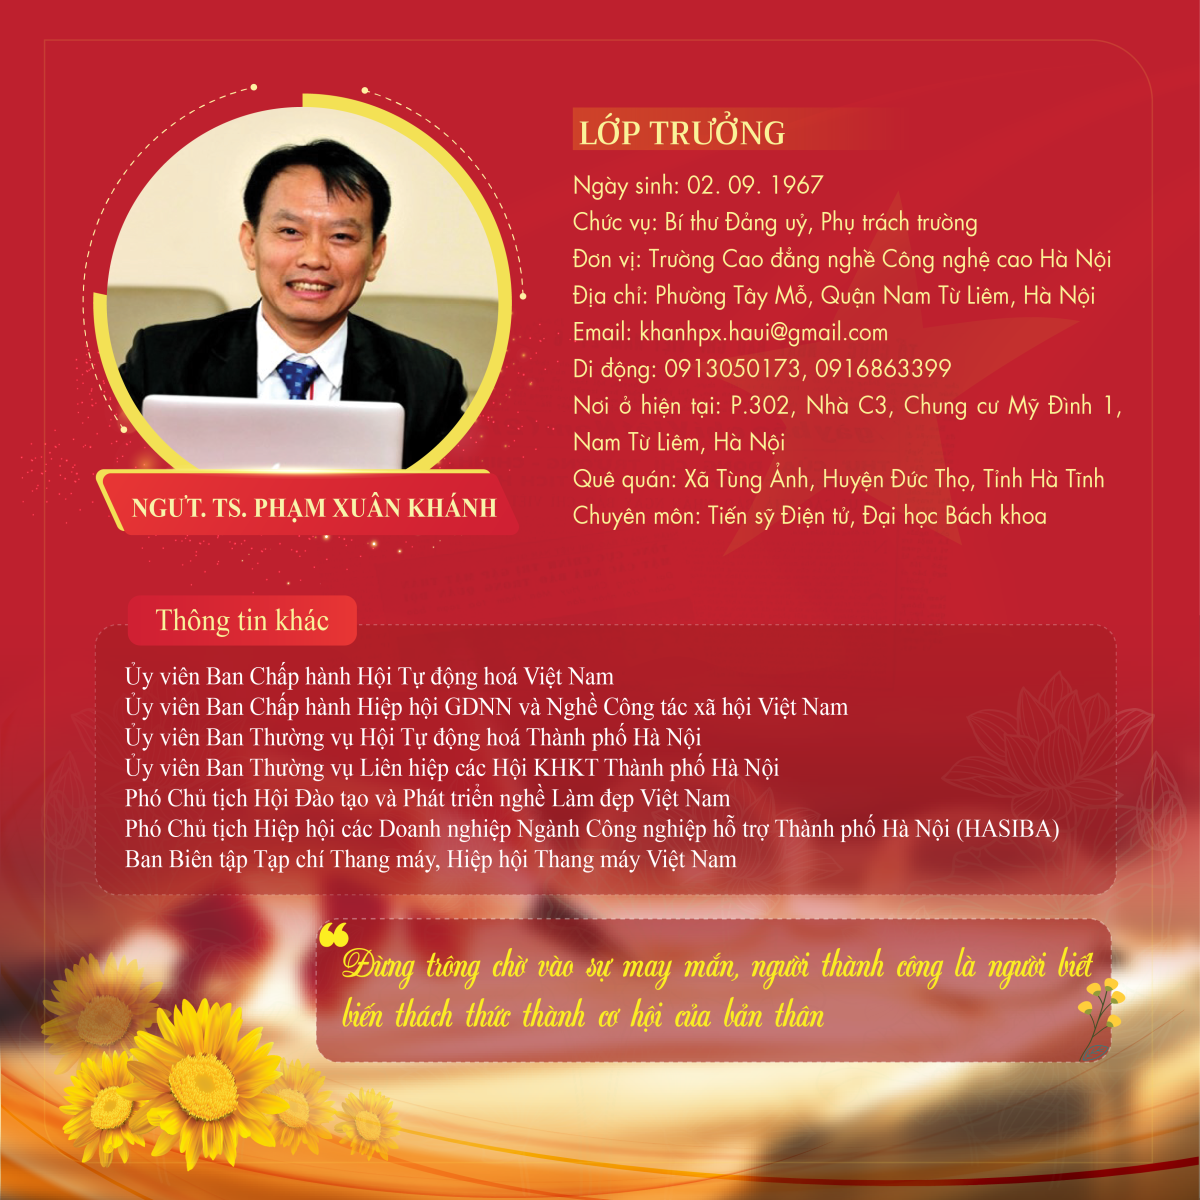 LỚP TRƯỞNG
Ngày sinh: 02. 09. 1967
Chức vụ: Bí thư Đảng uỷ, Phụ trách trường
Đơn vị: Trường Cao đẳng nghề Công nghệ cao Hà Nội
Địa chỉ: Phường Tây Mỗ, Quận Nam Từ Liêm, Hà Nội
Email: khanhpx.haui@gmail.com
Di động: 0913050173, 0916863399
Nơi ở hiện tại: P.302, Nhà C3, Chung cư Mỹ Đình 1,
Nam Từ Liêm, Hà Nội
Quê quán: Xã Tùng Ảnh, Huyện Đức Thọ, Tỉnh Hà Tĩnh
Chuyên môn: Tiến sỹ Điện tử, Đại học Bách khoa
NGƯT. TS. PHẠM XUÂN KHÁNH
Thông tin khác
Ủy viên Ban Chấp hành Hội Tự động hoá Việt Nam
Ủy viên Ban Chấp hành Hiệp hội GDNN và Nghề Công tác xã hội Việt Nam
Ủy viên Ban Thường vụ Hội Tự động hoá Thành phố Hà Nội
Ủy viên Ban Thường vụ Liên hiệp các Hội KHKT Thành phố Hà Nội
Phó Chủ tịch Hội Đào tạo và Phát triển nghề Làm đẹp Việt Nam
Phó Chủ tịch Hiệp hội các Doanh nghiệp Ngành Công nghiệp hỗ trợ Thành phố Hà Nội (HASIBA)
Ban Biên tập Tạp chí Thang máy, Hiệp hội Thang máy Việt Nam
❝Đừng trông chờ vào sự may mắn, người thành công là người biết
biến thách thức thành cơ hội của bản thân